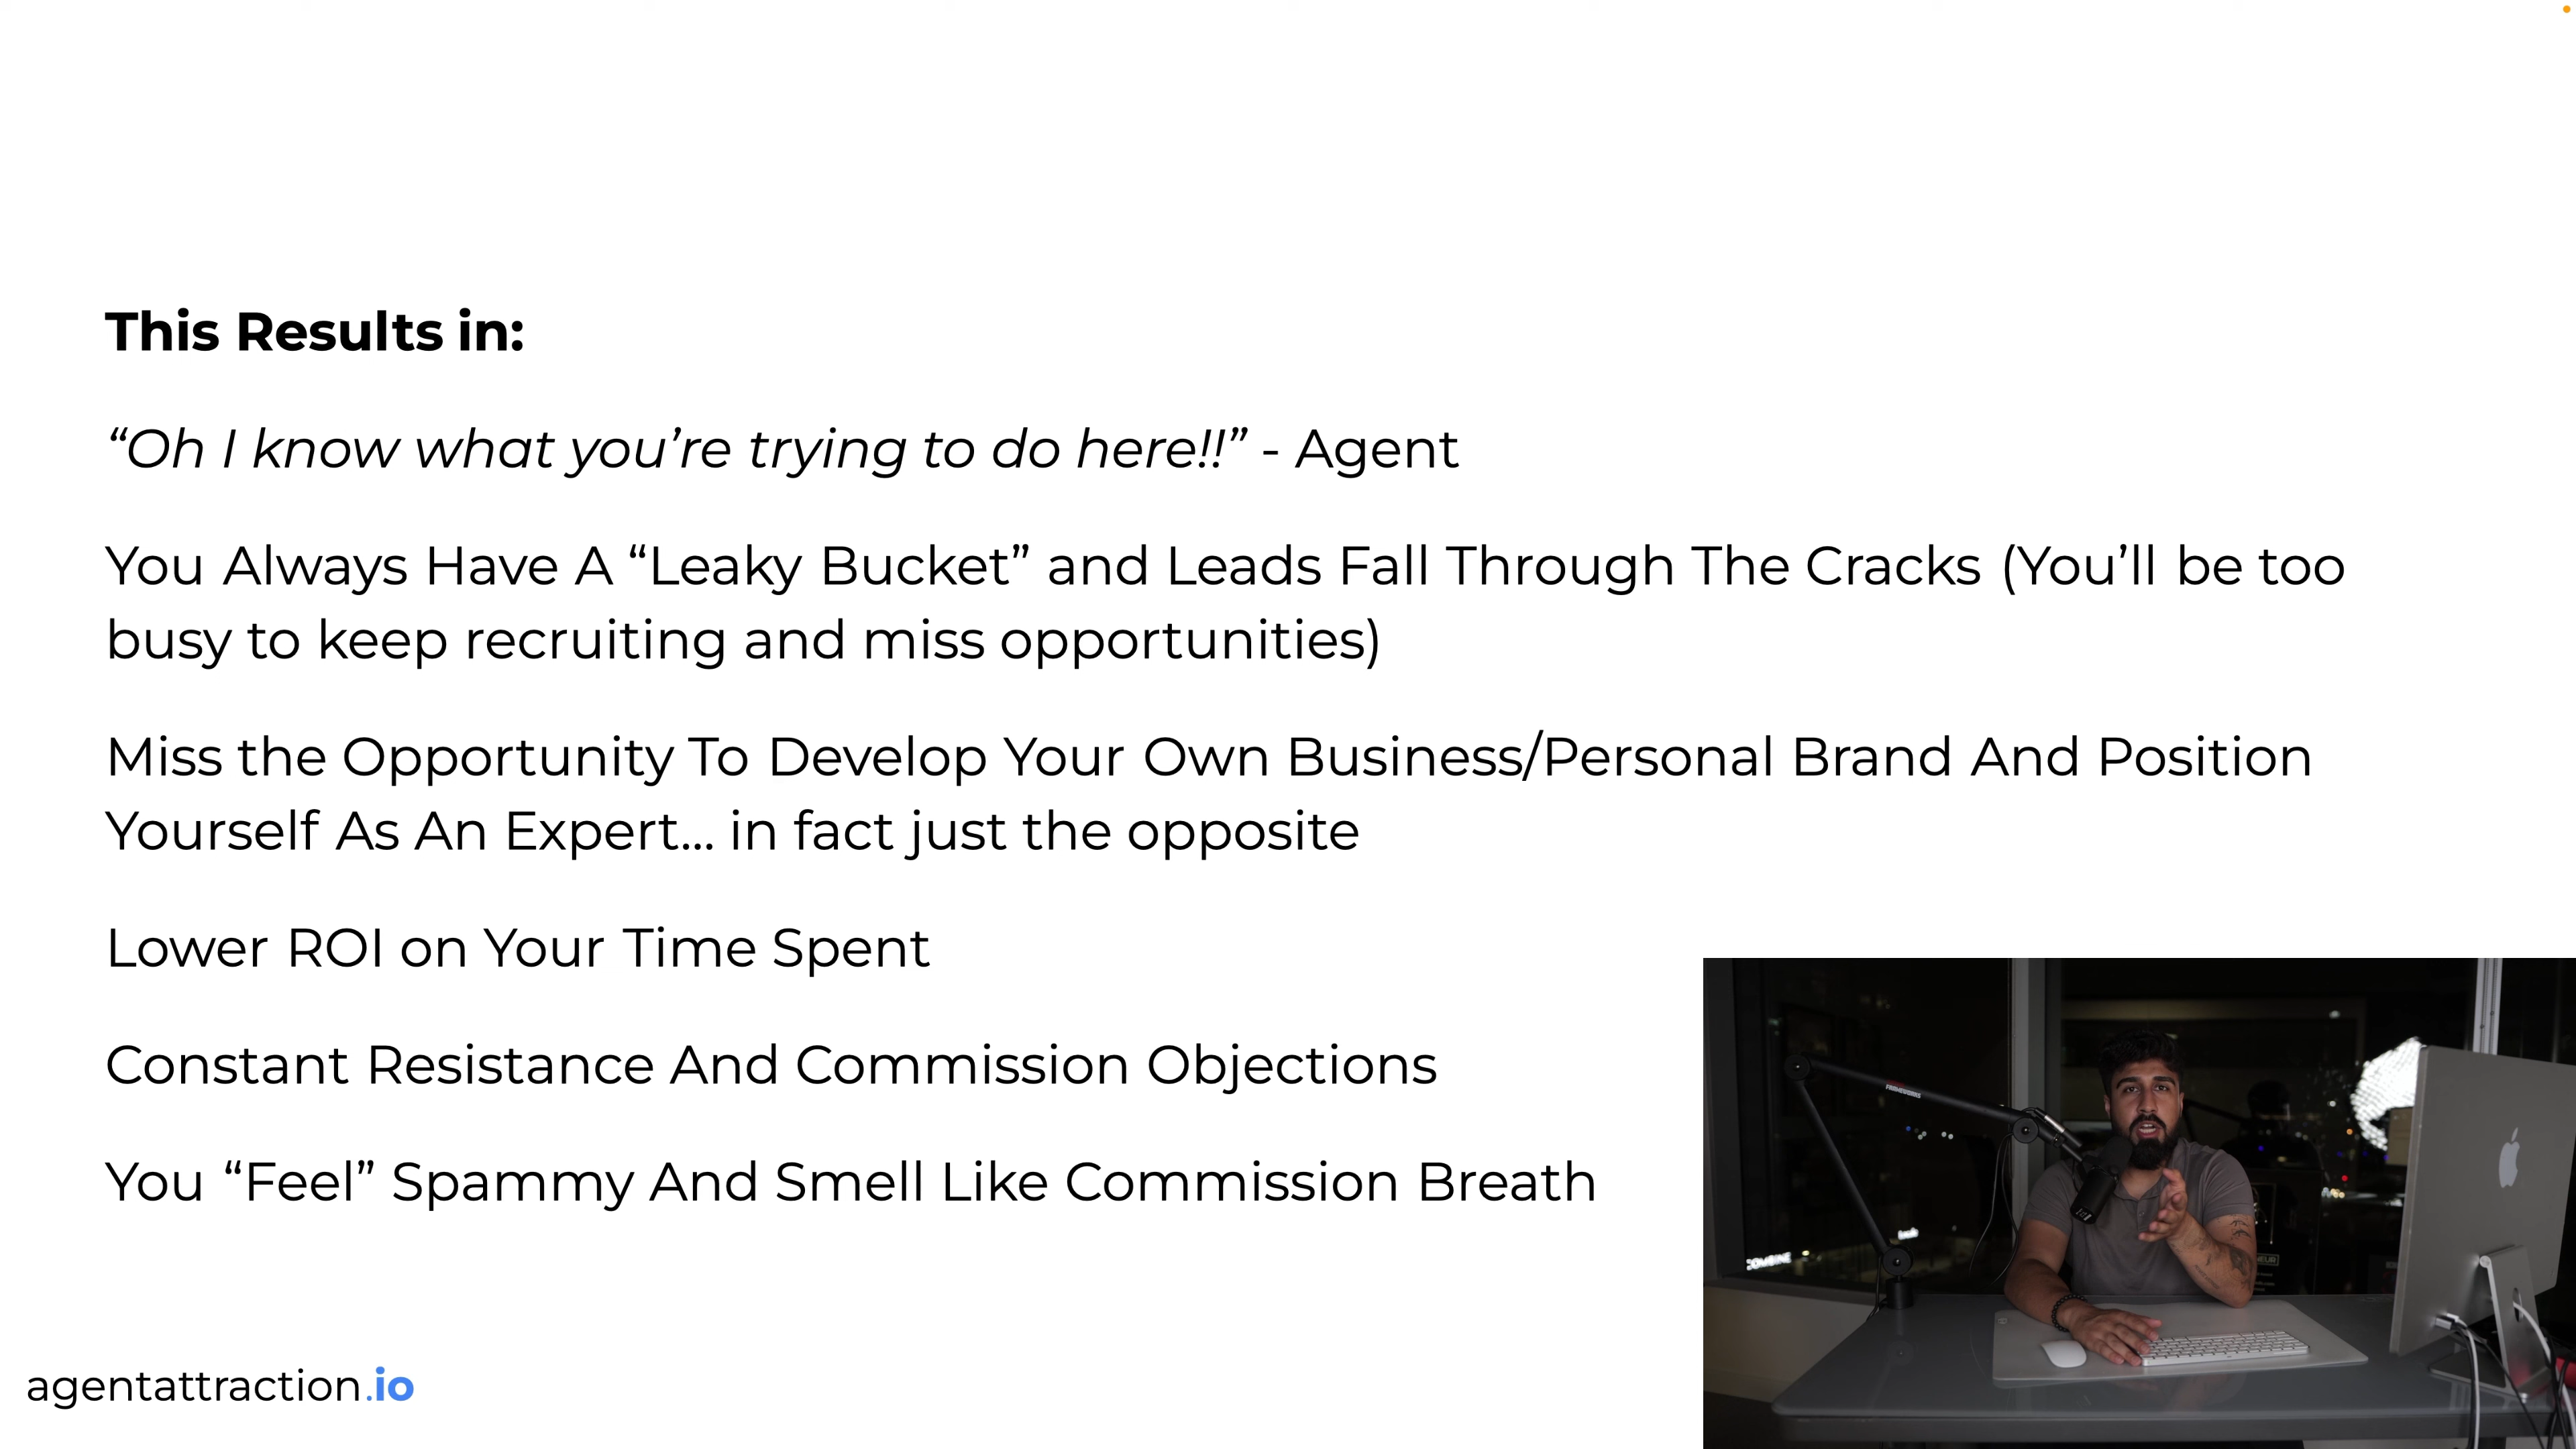 This Results in:
“Oh I know what you’re trying to do here!!” - Agent
You Always Have A “Leaky Bucket” and Leads Fall Through The Cracks (You’ll be too
busy to keep recruiting and miss opportunities)
Miss the Opportunity To Develop Your Own Business/Personal Brand And Position
Yourself As An Expert... in fact just the opposite
Lower ROI on Your Time Spent
Constant Resistance And Commission Objections
You “Feel” Spammy And Smell Like Commission Breath
agentattraction.io